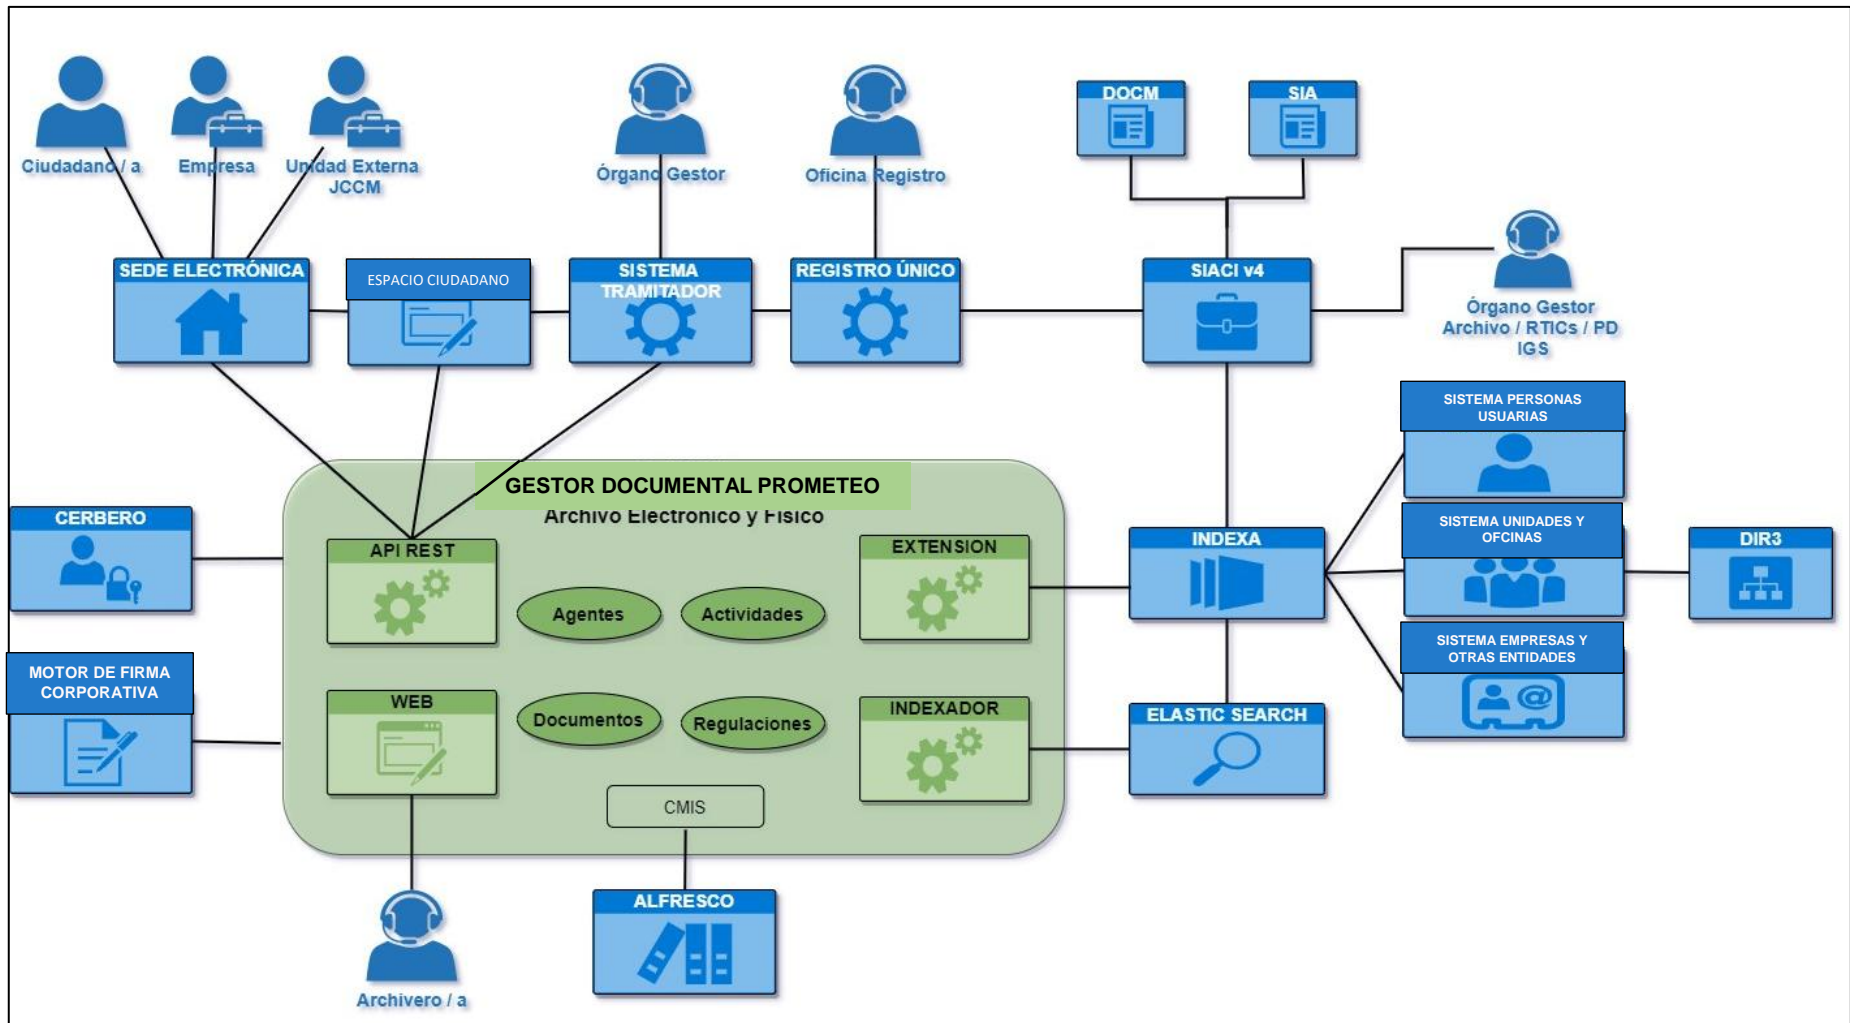 Ciudadano / a
Empresa
Unidad Externa
JCCM
Órgano Gestor
Oficina Registro
DOCM
SIA
SEDE ELECTRÓNICA
ESPACIO CIUDADANO
SISTEMA
TRAMITADOR
REGISTRO ÚNICO
SIACI v4
Órgano Gestor
Archivo / RTICs / PD
IGS
SISTEMA PERSONAS
USUARIAS
GESTOR DOCUMENTAL PROMETEO
Archivo Electrónico y Físico
CERBERO
API REST
EXTENSION
INDEXA
SISTEMA UNIDADES Y
OFCINAS
DIR3
Agentes
Actividades
MOTOR DE FIRMA
CORPORATIVA
SISTEMA EMPRESAS Y
OTRAS ENTIDADES
@
WEB
Documentos
Regulaciones
INDEXADOR
ELASTIC SEARCH
CMIS
ALFRESCO
Archivero / a